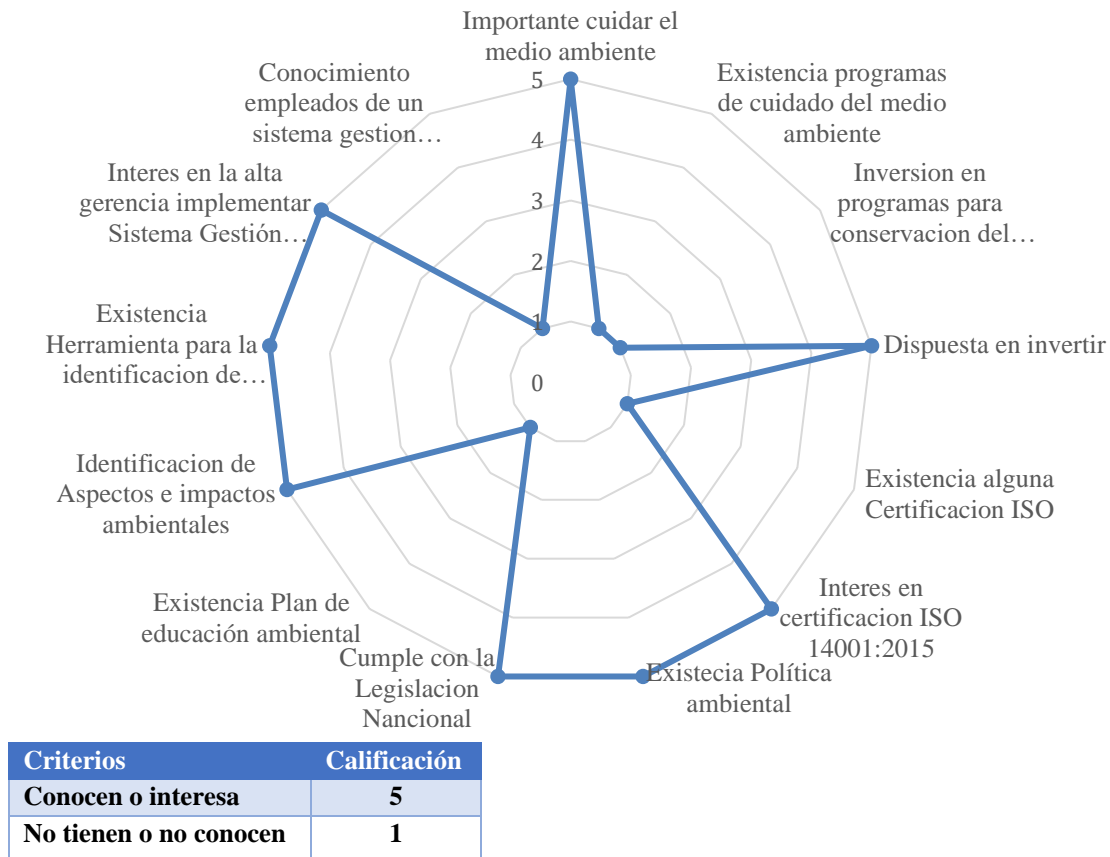 Importante cuidar el
medio ambiente
Existencia programas
de cuidado del medio
ambiente
Inversion en
programas para
conservacion del…
Dispuesta en invertir
Existencia alguna
Certificacion ISO
Interes en
certificacion ISO
14001:2015
Existecia Política
ambiental
Cumple con la
Legislacion
Nancional
Existencia Plan de
educación ambiental
Identificacion de
Aspectos e impactos
ambientales
Existencia
Herramienta para la
identificacion de…
Interes en la alta
gerencia implementar
Sistema Gestión…
Conocimiento
empleados de un
sistema gestion…
5
4
3
2
1
0
Criterios Calificación
Conocen o interesa 5
No tienen o no conocen 1